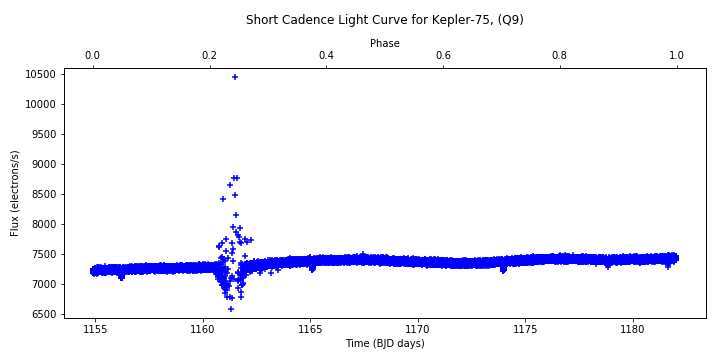 Short Cadence Light Curve for Kepler-75, (Q9)
Phase
0.0 0.2 0.4 0.6 0.8 1.0
10500
10000
9500
9000
8500
8000
7500
7000
6500
Flux (electrons/s)
1155 1160 1165 1170 1175 1180
Time (BJD days)